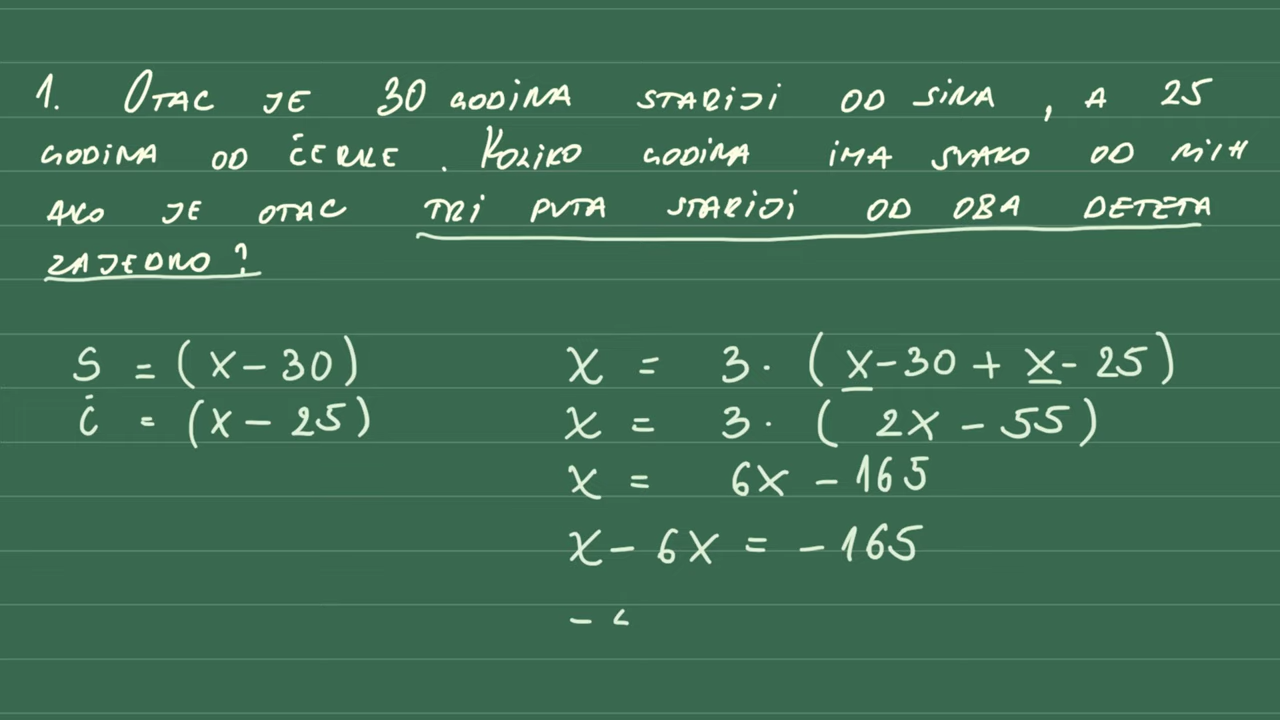 1. OTAC JE 30 GODINA STARIJI OD SINA, A 25
GODINA OD ĆERKE. KOLIKO GODINA IMA SVAKO OD NJIH
AKO JE OTAC TRI PUTA STARIJI OD OBA DETETA
ZAJEDNO?
S = (x-30)
Ć = (x-25)
x = 3·(x-30+x-25)
x = 3·(2x-55)
x = 6x-165
x-6x = -165
-